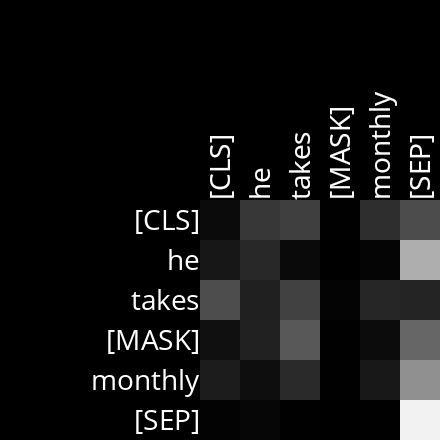 [CLS]
he
takes
[MASK]
monthly
[SEP]
[CLS]
he
takes
[MASK]
monthly
[SEP]